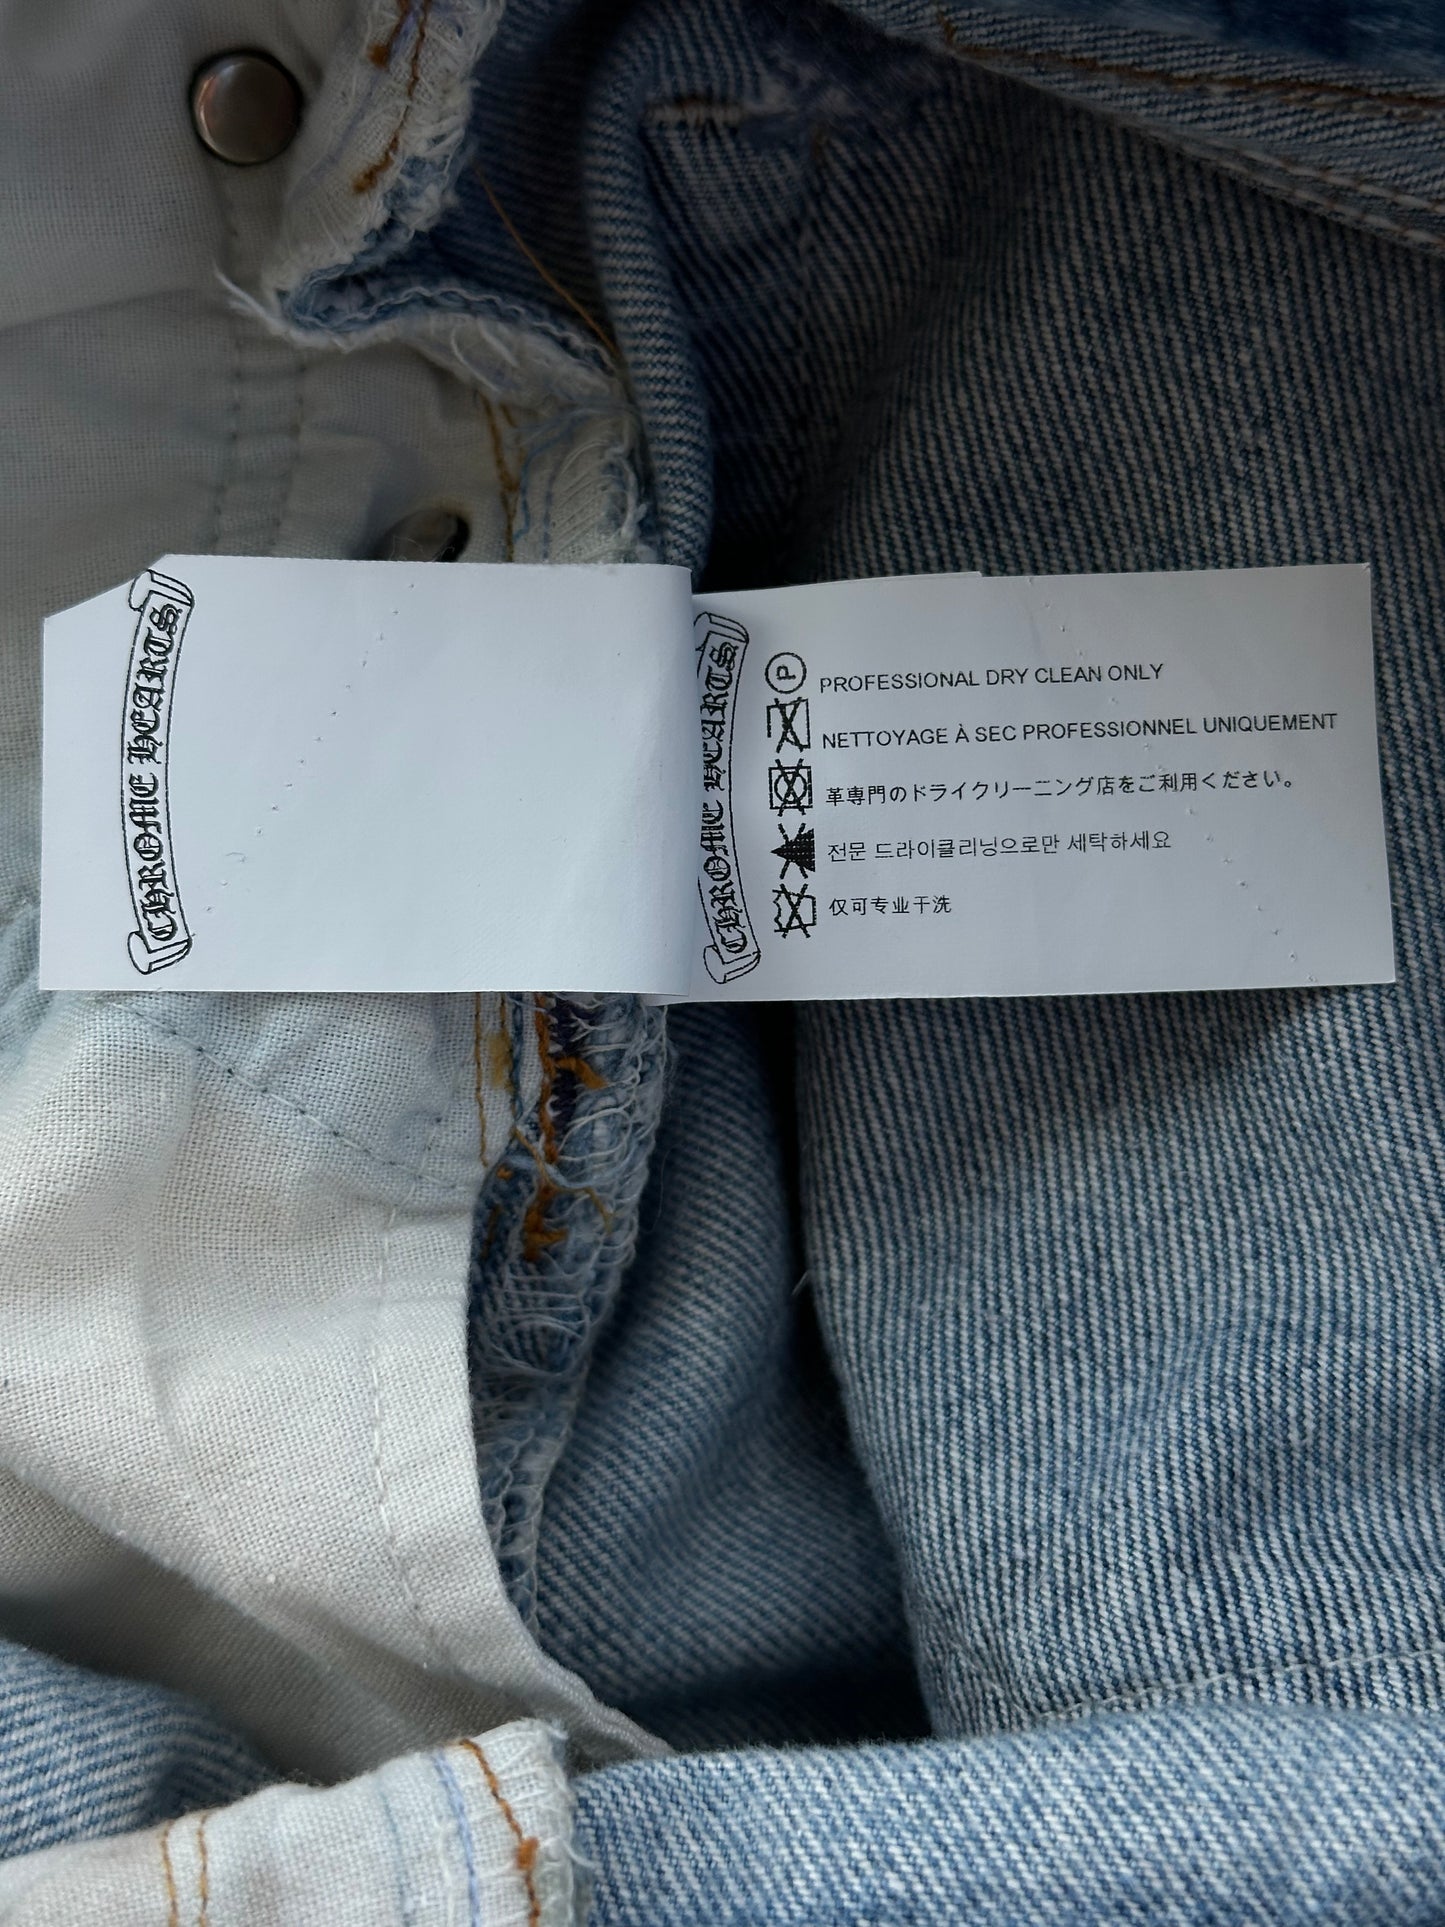 CHROME HEARTS
CHROME HEARTS
P
PROFESSIONAL DRY CLEAN ONLY
NETTOYAGE À SEC PROFESSIONNEL UNIQUEMENT
革専門のドライクリーニング店をご利用ください。
전문 드라이클리닝으로만 세탁하세요
仅可专业干洗